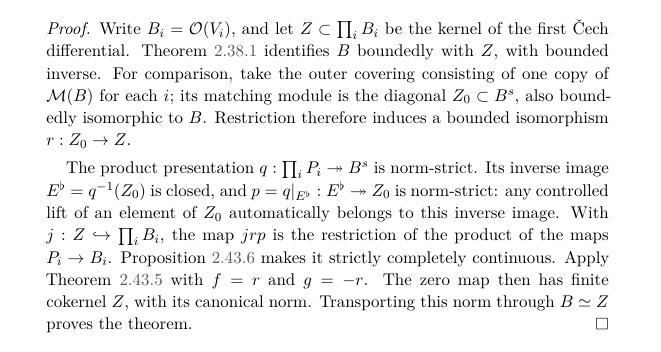 Proof. Write Bᵢ = 𝒪(Vᵢ), and let Z ⊂ ∏ᵢ Bᵢ be the kernel of the first Čech
differential. Theorem 2.38.1 identifies B boundedly with Z, with bounded
inverse. For comparison, take the outer covering consisting of one copy of
ℳ(B) for each i; its matching module is the diagonal Z₀ ⊂ Bˢ, also bound-
edly isomorphic to B. Restriction therefore induces a bounded isomorphism
r : Z₀ → Z.
The product presentation q : ∏ᵢ Pᵢ ↠ Bˢ is norm-strict. Its inverse image
E♭ = q⁻¹(Z₀) is closed, and p = q|_E♭ : E♭ ↠ Z₀ is norm-strict: any controlled
lift of an element of Z₀ automatically belongs to this inverse image. With
j : Z ↪ ∏ᵢ Bᵢ, the map jrp is the restriction of the product of the maps
Pᵢ → Bᵢ. Proposition 2.43.6 makes it strictly completely continuous. Apply
Theorem 2.43.5 with f = r and g = −r. The zero map then has finite
cokernel Z, with its canonical norm. Transporting this norm through B ≃ Z
proves the theorem. □